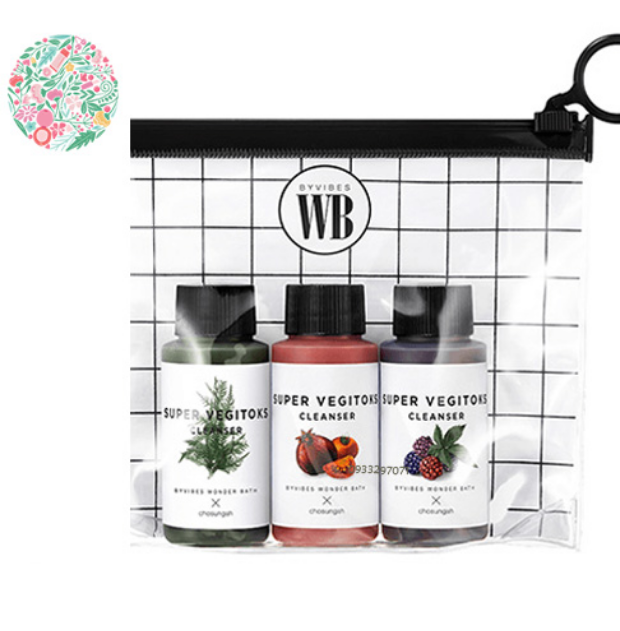 BYVIBES
WB
SUPER VEGITOKS
CLEANSER
BYVIBES WONDER BATH
X
chosungah
SUPER VEGITOKS
CLEANSER
BYVIBES WONDER BATH
X
chosungah
SUPER VEGITOKS
CLEANSER
BYVIBES WONDER BATH
X
chosungah